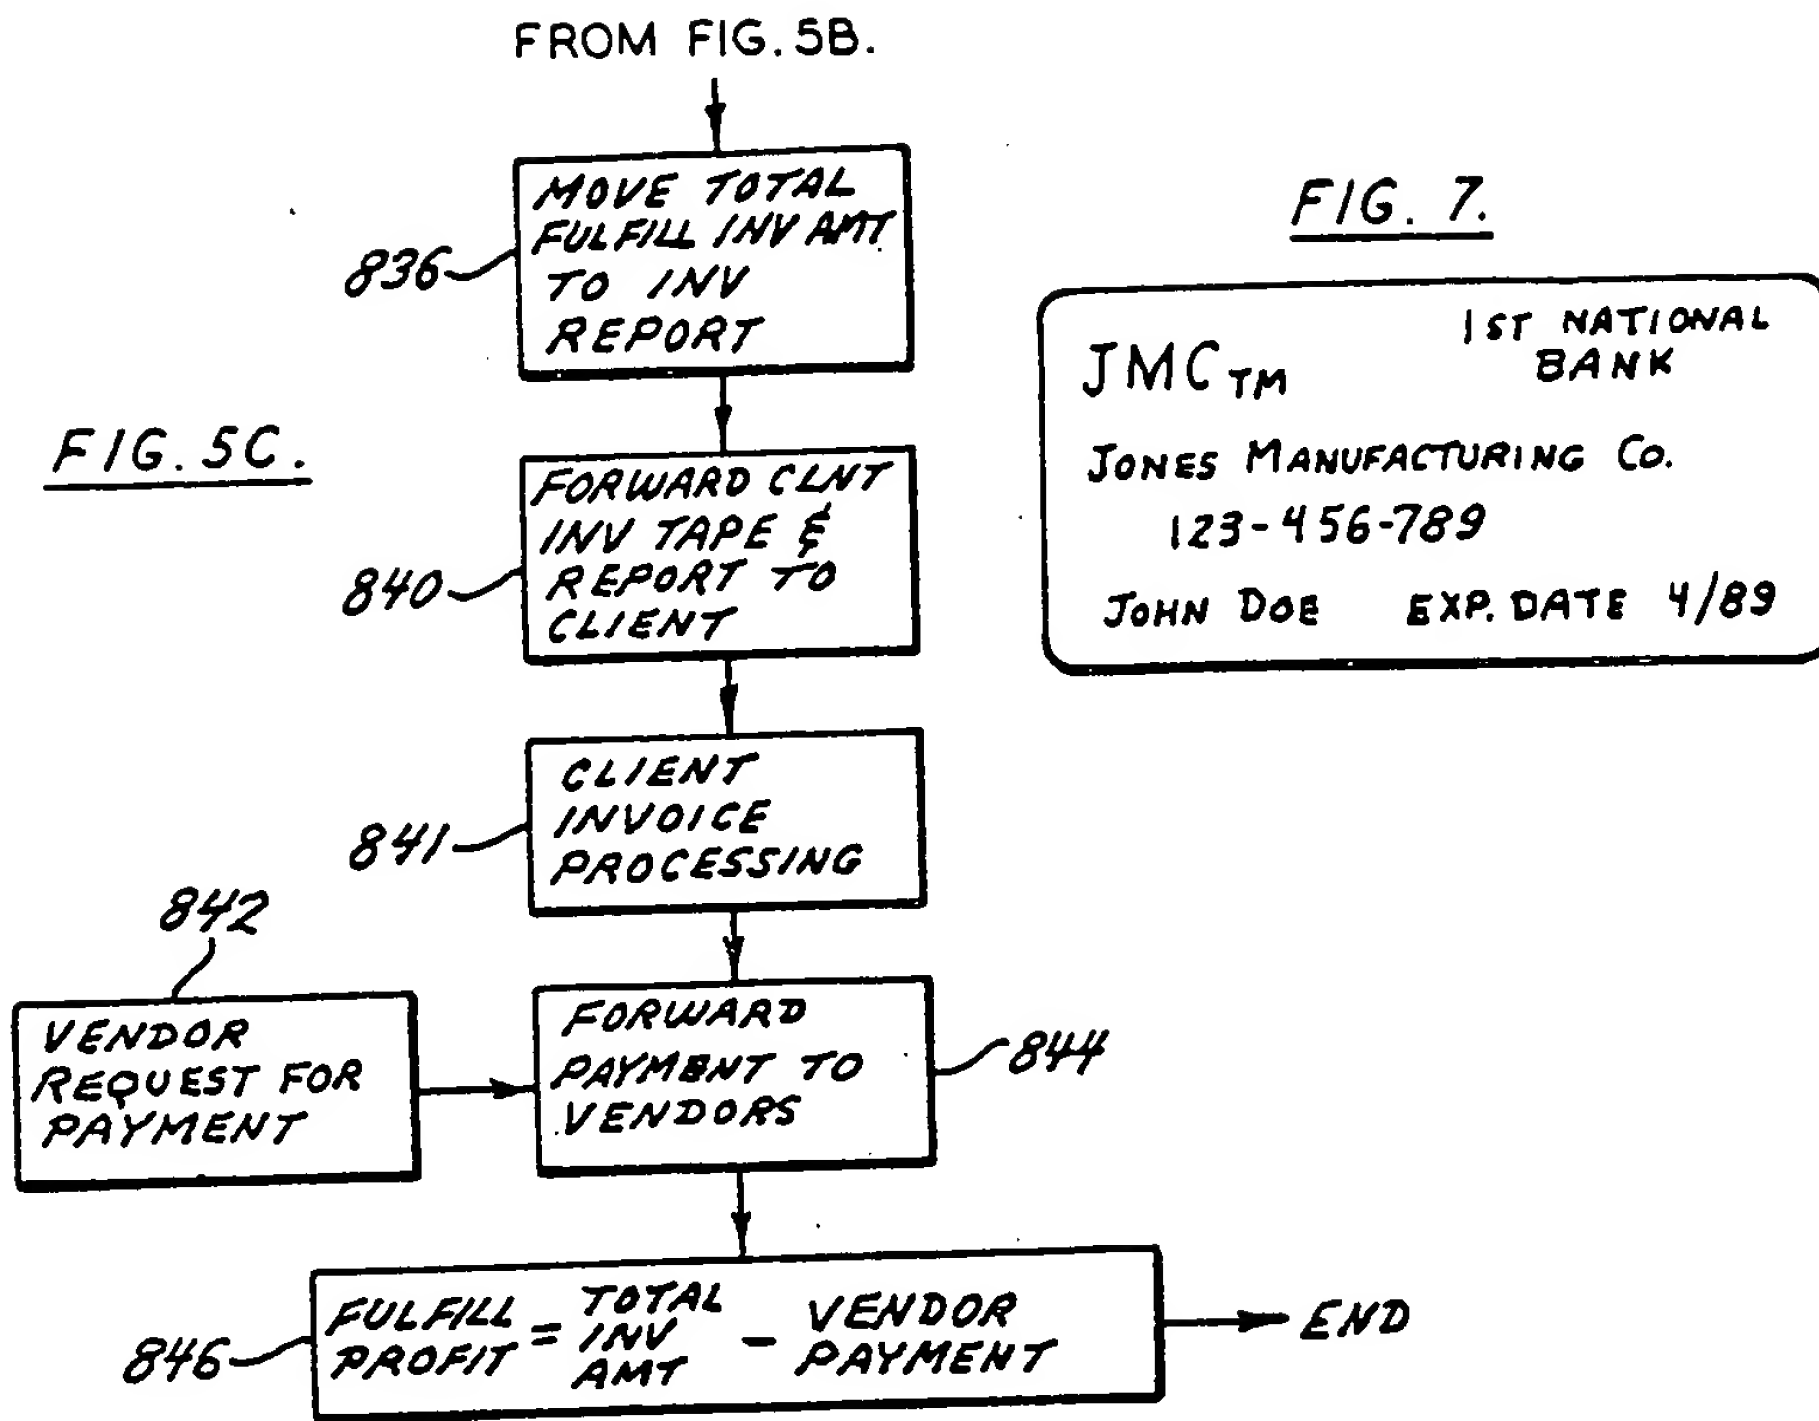 FROM FIG. 5B.
MOVE TOTAL
FULFILL INV AMT
TO INV
REPORT
836
FIG. 5C.
FORWARD CLNT
INV TAPE &
REPORT TO
CLIENT
840
CLIENT
INVOICE
PROCESSING
841
842
VENDOR
REQUEST FOR
PAYMENT
FORWARD
PAYMENT TO
VENDORS
844
846
FULFILL
PROFIT
=
TOTAL
INV
AMT
-
VENDOR
PAYMENT
END
FIG. 7.
JMC TM
1ST NATIONAL
BANK
JONES MANUFACTURING CO.
123-456-789
JOHN DOE EXP. DATE 4/89